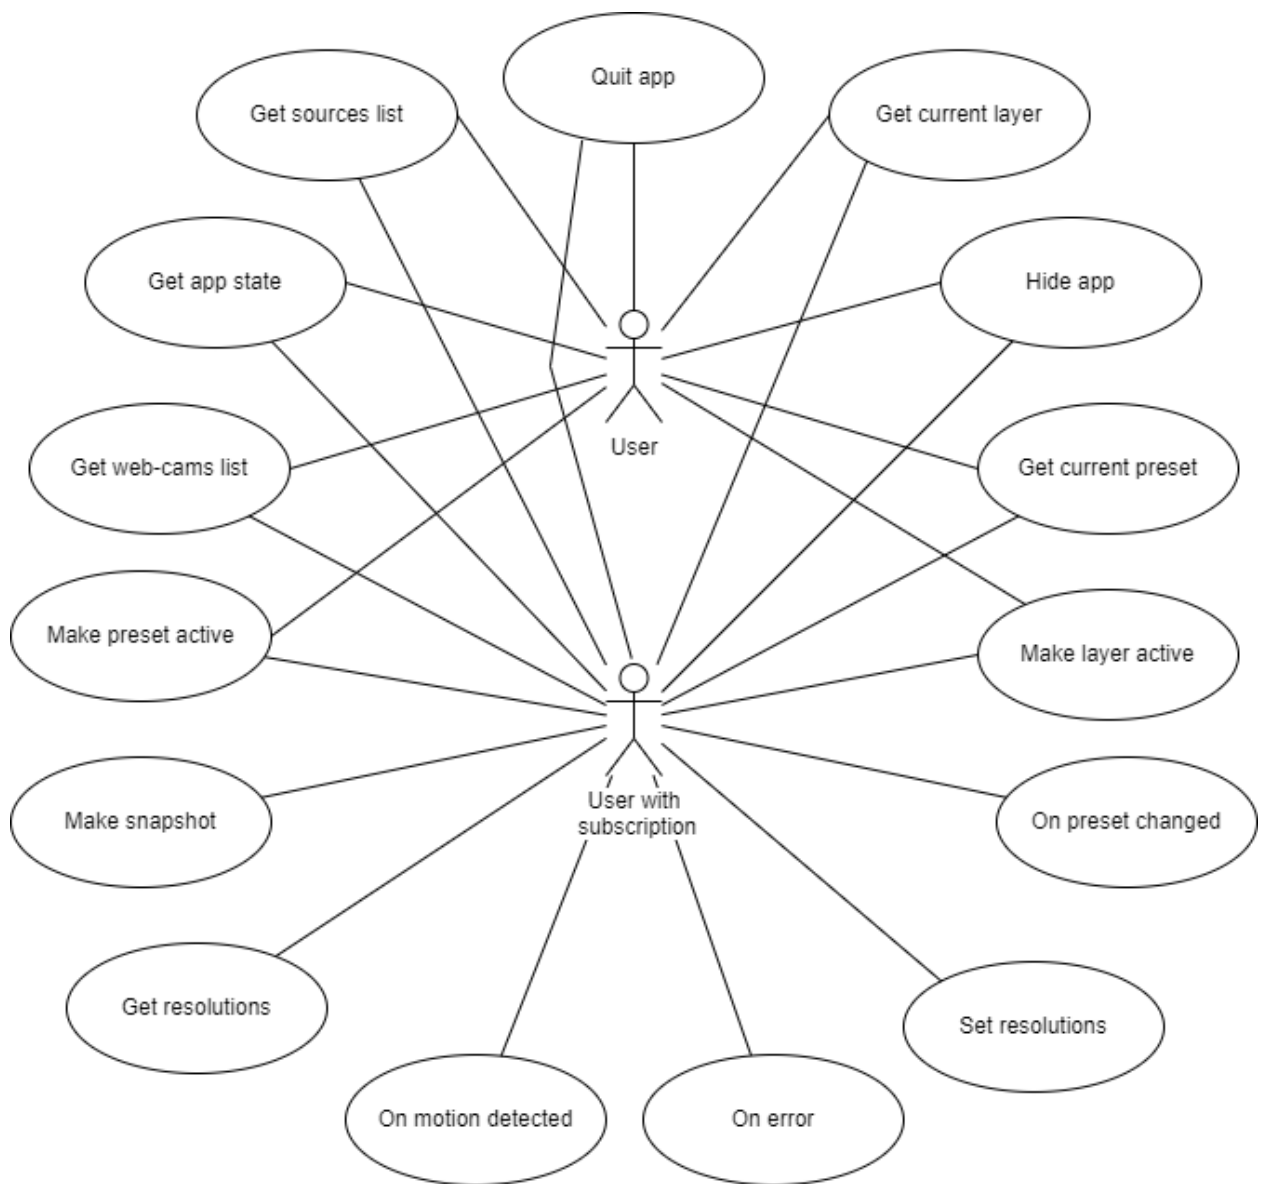 Quit app
Get sources list
Get current layer
Get app state
Hide app
User
Get web-cams list
Get current preset
Make preset active
Make layer active
User with
subscription
Make snapshot
On preset changed
Get resolutions
Set resolutions
On motion detected
On error